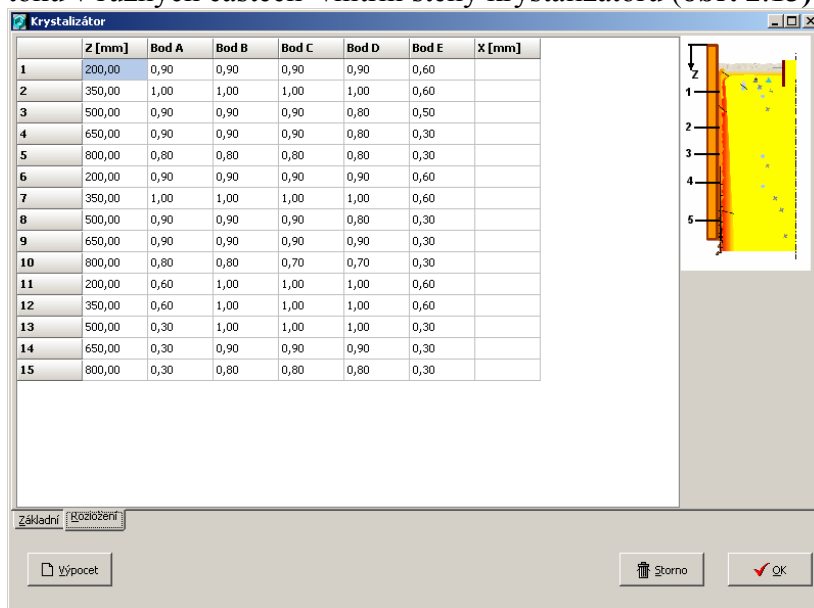 toku v různých částech vnitřní stěny krystalizátoru (obr. 2.15)
Krystalizátor
Z [mm] Bod A Bod B Bod C Bod D Bod E X [mm]
1 200,00 0,90 0,90 0,90 0,90 0,60
2 350,00 1,00 1,00 1,00 1,00 0,60
3 500,00 0,90 0,90 0,90 0,80 0,50
4 650,00 0,90 0,90 0,90 0,80 0,30
5 800,00 0,80 0,80 0,80 0,80 0,30
6 200,00 0,90 0,90 0,90 0,90 0,60
7 350,00 1,00 1,00 1,00 1,00 0,60
8 500,00 0,90 0,90 0,90 0,80 0,30
9 650,00 0,90 0,90 0,90 0,90 0,30
10 800,00 0,80 0,80 0,70 0,70 0,30
11 200,00 0,60 1,00 1,00 1,00 0,60
12 350,00 0,60 1,00 1,00 1,00 0,60
13 500,00 0,30 1,00 1,00 1,00 0,30
14 650,00 0,30 0,90 0,90 0,90 0,30
15 800,00 0,30 0,80 0,80 0,80 0,30
Z
1
2
3
4
5
Základní Rozložení
Výpocet Storno OK